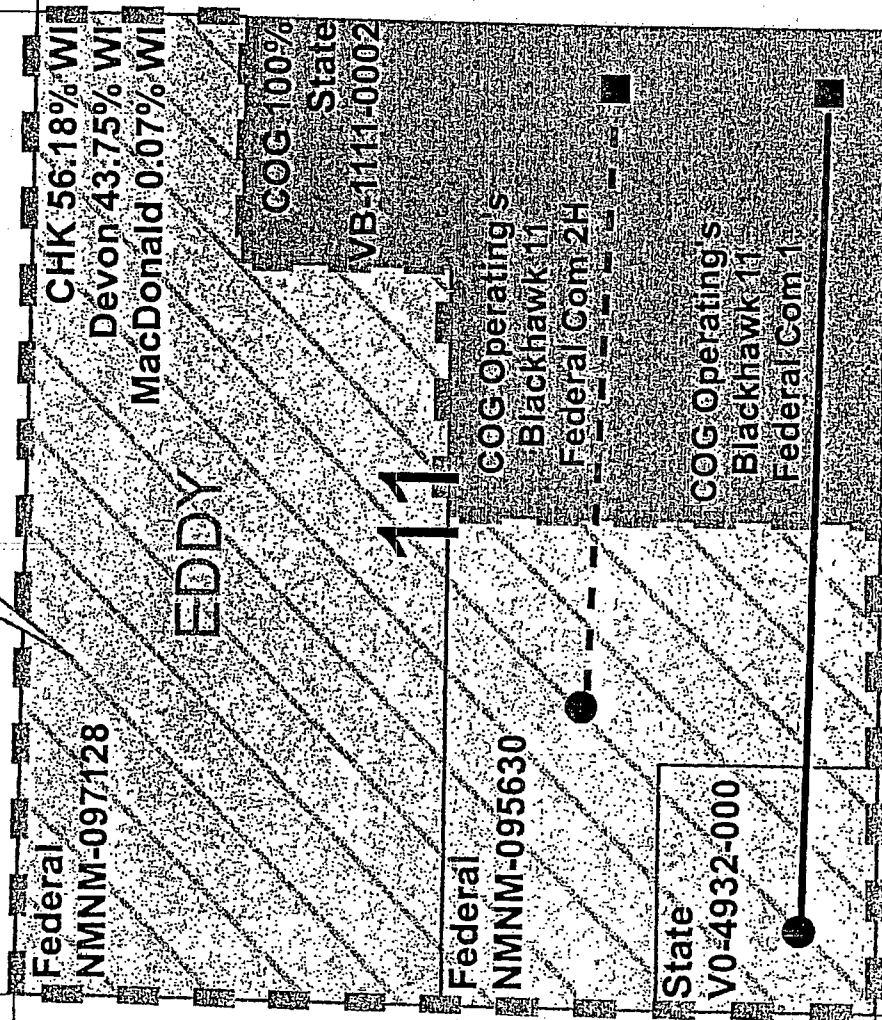 Federal
NMNM-097128
CHK 56.18% WI
Devon 43.75% WI
MacDonald 0.07% WI
EDDY
COG 100%
State
VB-1111-0002
11
Federal
NMNM-095630
COG Operating's
Blackhawk 11
Federal Com 2H
State
V0-4932-000
COG Operating's
Blackhawk 11
Federal Com 1